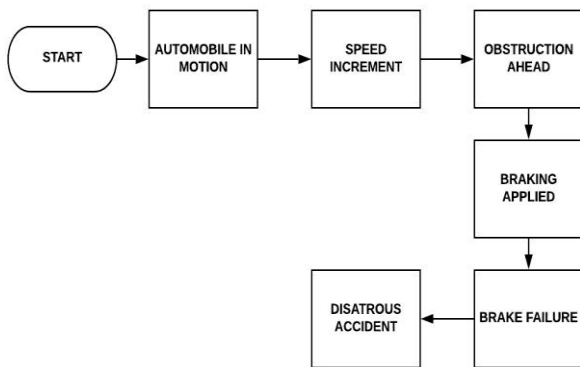 START
AUTOMOBILE IN
MOTION
SPEED
INCREMENT
OBSTRUCTION
AHEAD
BRAKING
APPLIED
BRAKE FAILURE
DISATROUS
ACCIDENT